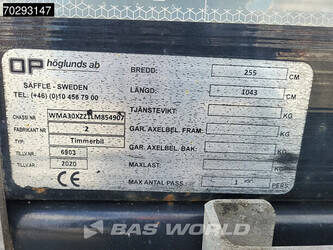 70293147
OP höglunds ab
SÄFFLE - SWEDEN
TEL: (+46) (0)10 456 79 00
CHASSI NR WMA30XZZ1LM854907
FABRIKANT NR 2
TYP: Timmerbil
TILLV.NR. 6903
TILLV.ÅR. 2020
CE
BREDD: 255 CM
LÄNGD: 1043 CM
TJÄNSTEVIKT KG
GAR. AXELBEL. FRAM: KG
GAR. AXELBEL. BAK: KG
MAXLAST: KG
MAX ANTAL PASS. 1 PERS.
BAS WORLD